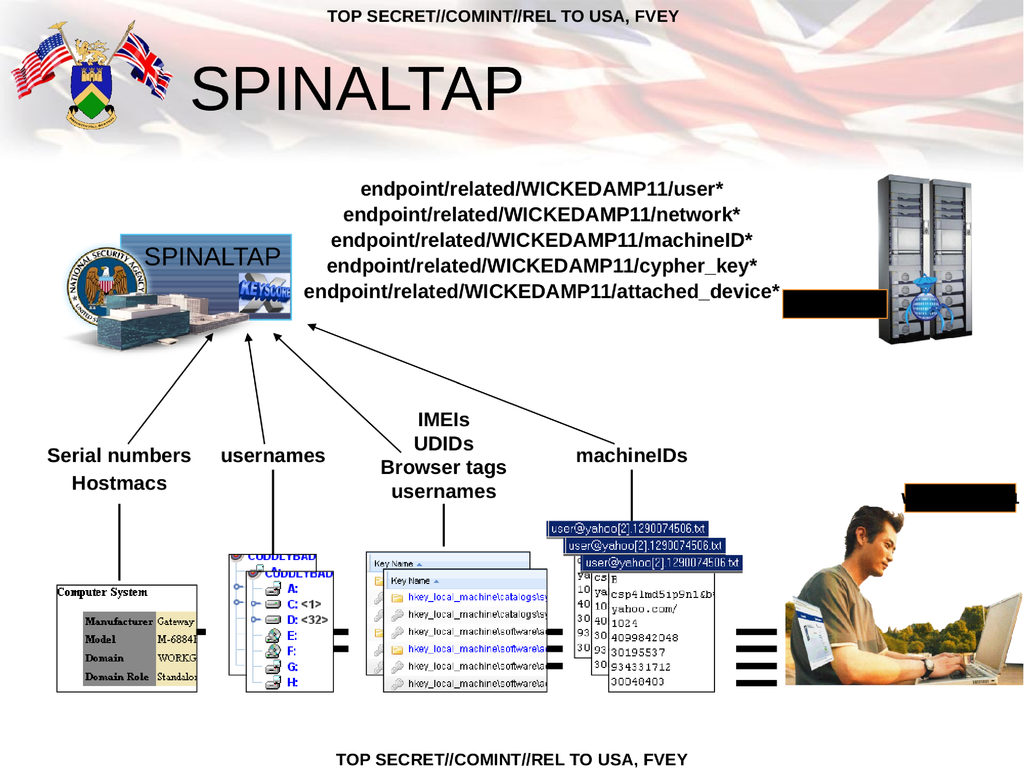 TOP SECRET//COMINT//REL TO USA, FVEY
SPINALTAP
endpoint/related/WICKEDAMP11/user*
endpoint/related/WICKEDAMP11/network*
endpoint/related/WICKEDAMP11/machineID*
endpoint/related/WICKEDAMP11/cypher_key*
endpoint/related/WICKEDAMP11/attached_device*
SPINALTAP
NATIONAL SECURITY AGENCY
Serial numbers
Hostmacs
usernames
IMEIs
UDIDs
Browser tags
usernames
machineIDs
Computer System
Manufacturer Gateway
Model M-6884
Domain WORKG
Domain Role Standalo
CUDDLYBAD
CUDDLYBAD
A:
C: <1>
D: <32>
E:
F:
G:
H:
Key Name
Key Name
hkey_local_machine\catalogs\sy
hkey_local_machine\software\a
hkey_local_machine\software\a
hkey_local_machine\software\a
user@yahoo[2].1290074506.txt
user@yahoo[2].1290074506.txt
user@yahoo[2].1290074506.txt
B
yahoo.com/
1024
4099842048
30195537
934331712
30048403
TOP SECRET//COMINT//REL TO USA, FVEY